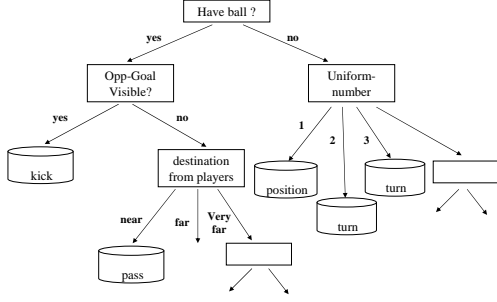 Have ball ?
yes
no
Opp-Goal
Visible?
Uniform-
number
yes
no
1
2
3
kick
destination
from players
position
turn
turn
near
far
Very
far
pass